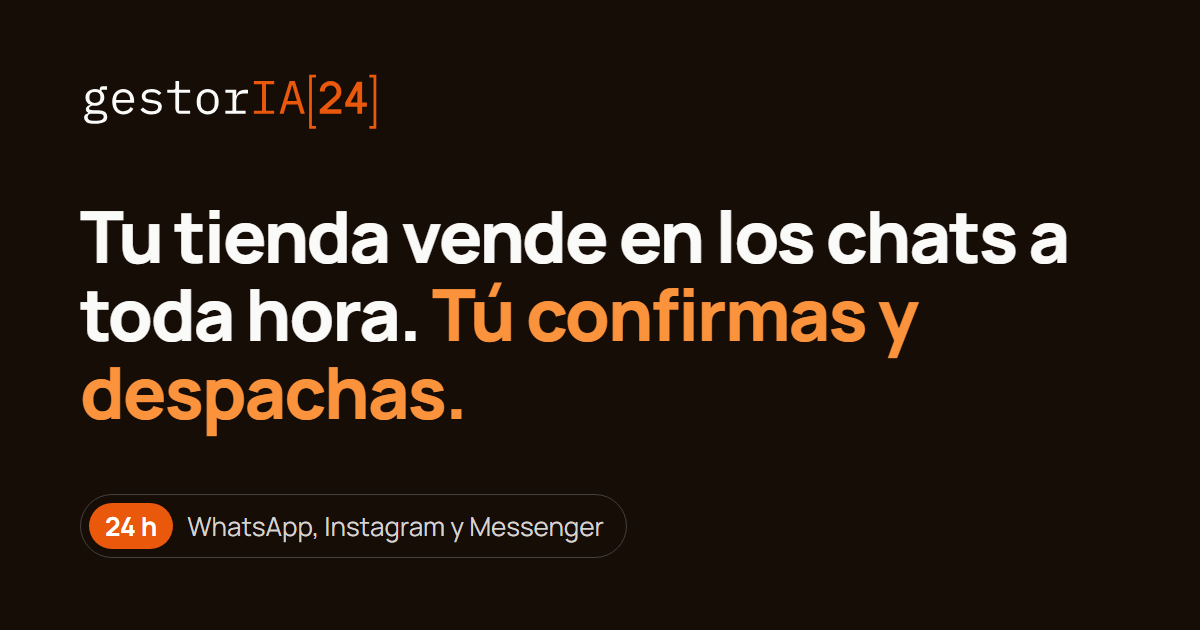 gestorIA[24]
Tu tienda vende en los chats a
toda hora. Tú confirmas y
despachas.
24 h WhatsApp, Instagram y Messenger